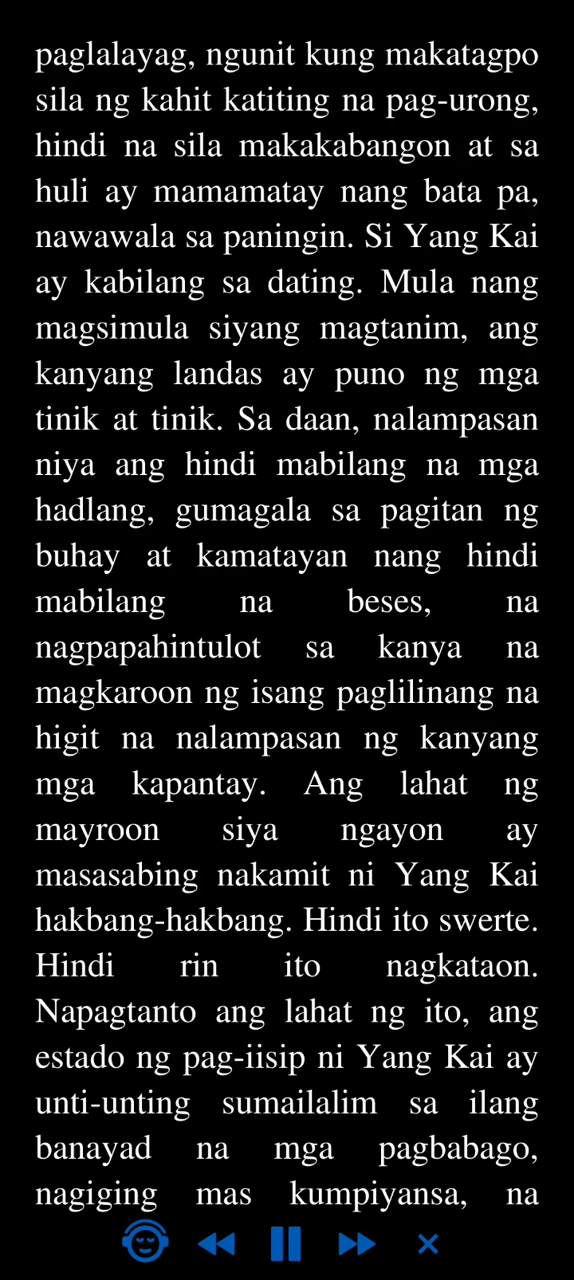 paglalayag, ngunit kung makatagpo
sila ng kahit katiting na pag-urong,
hindi na sila makakabangon at sa
huli ay mamamatay nang bata pa,
nawawala sa paningin. Si Yang Kai
ay kabilang sa dating. Mula nang
magsimula siyang magtanim, ang
kanyang landas ay puno ng mga
tinik at tinik. Sa daan, nalampasan
niya ang hindi mabilang na mga
hadlang, gumagala sa pagitan ng
buhay at kamatayan nang hindi
mabilang na beses, na
nagpapahintulot sa kanya na
magkaroon ng isang paglilinang na
higit na nalampasan ng kanyang
mga kapantay. Ang lahat ng
mayroon siya ngayon ay
masasabing nakamit ni Yang Kai
hakbang-hakbang. Hindi ito swerte.
Hindi rin ito nagkataon.
Napagtanto ang lahat ng ito, ang
estado ng pag-iisip ni Yang Kai ay
unti-unting sumailalim sa ilang
banayad na mga pagbabago,
nagiging mas kumpiyansa, na